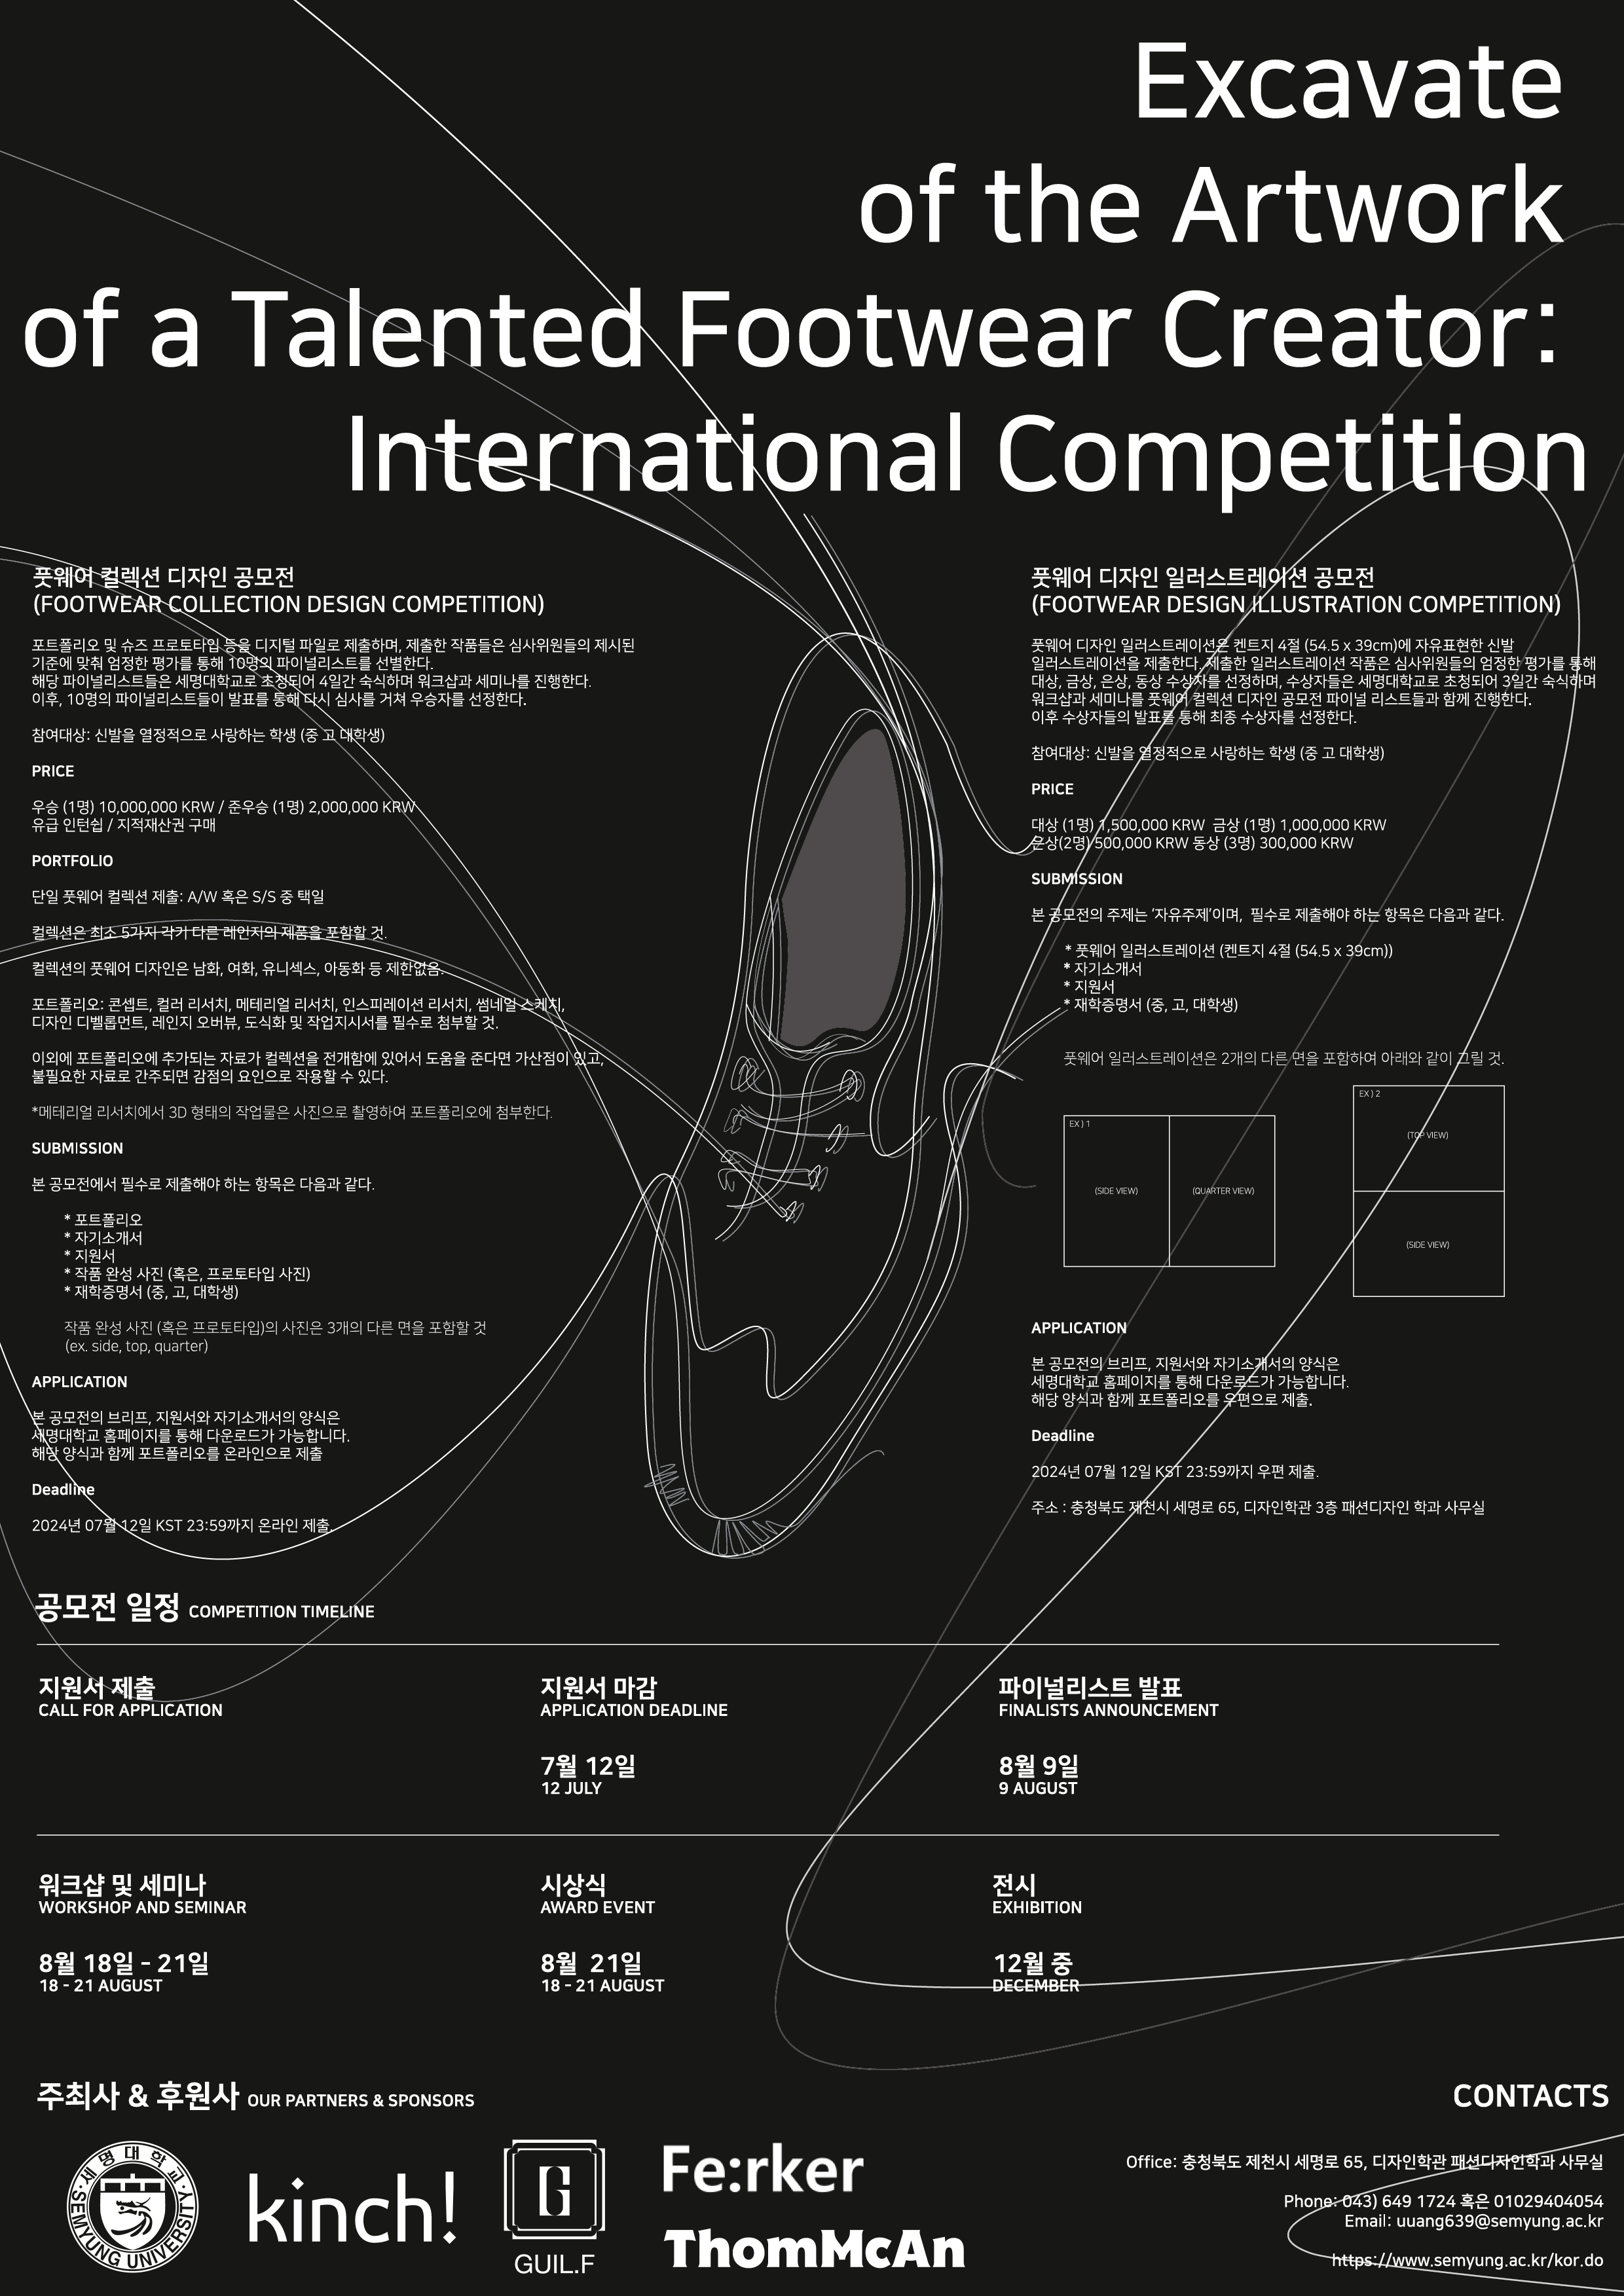 Excavate
of the Artwork
of a Talented Footwear Creator:
International Competition
풋웨어 컬렉션 디자인 공모전
(FOOTWEAR COLLECTION DESIGN COMPETITION)
포트폴리오 및 슈즈 프로토타입 등을 디지털 파일로 제출하며, 제출한 작품들은 심사위원들의 제시된
기준에 맞춰 엄정한 평가를 통해 10명의 파이널리스트를 선별한다.
해당 파이널리스트들은 세명대학교로 초청되어 4일간 숙식하며 워크샵과 세미나를 진행한다.
이후, 10명의 파이널리스트들이 발표를 통해 다시 심사를 거쳐 우승자를 선정한다.
참여대상: 신발을 열정적으로 사랑하는 학생 (중 고 대학생)
PRICE
우승 (1명) 10,000,000 KRW / 준우승 (1명) 2,000,000 KRW
유급 인턴쉽 / 지적재산권 구매
PORTFOLIO
단일 풋웨어 컬렉션 제출: A/W 혹은 S/S 중 택일
컬렉션은 최소 5가지 각기 다른 레인지의 제품을 포함할 것.
컬렉션의 풋웨어 디자인은 남화, 여화, 유니섹스, 아동화 등 제한없음.
포트폴리오: 콘셉트, 컬러 리서치, 메테리얼 리서치, 인스피레이션 리서치, 썸네일 스케치,
디자인 디벨롭먼트, 레인지 오버뷰, 도식화 및 작업지시서를 필수로 첨부할 것.
이외에 포트폴리오에 추가되는 자료가 컬렉션을 전개함에 있어서 도움을 준다면 가산점이 있고,
불필요한 자료로 간주되면 감점의 요인으로 작용할 수 있다.
*메테리얼 리서치에서 3D 형태의 작업물은 사진으로 촬영하여 포트폴리오에 첨부한다.
SUBMISSION
본 공모전에서 필수로 제출해야 하는 항목은 다음과 같다.
* 포트폴리오
* 자기소개서
* 지원서
* 작품 완성 사진 (혹은, 프로토타입 사진)
* 재학증명서 (중, 고, 대학생)
작품 완성 사진 (혹은 프로토타입)의 사진은 3개의 다른 면을 포함할 것
(ex. side, top, quarter)
APPLICATION
본 공모전의 브리프, 지원서와 자기소개서의 양식은
세명대학교 홈페이지를 통해 다운로드가 가능합니다.
해당 양식과 함께 포트폴리오를 온라인으로 제출
Deadline
2024년 07월 12일 KST 23:59까지 온라인 제출.
풋웨어 디자인 일러스트레이션 공모전
(FOOTWEAR DESIGN ILLUSTRATION COMPETITION)
풋웨어 디자인 일러스트레이션은 켄트지 4절 (54.5 x 39cm)에 자유표현한 신발
일러스트레이션을 제출한다. 제출한 일러스트레이션 작품은 심사위원들의 엄정한 평가를 통해
대상, 금상, 은상, 동상 수상자를 선정하며, 수상자들은 세명대학교로 초청되어 3일간 숙식하며
워크샵과 세미나를 풋웨어 컬렉션 디자인 공모전 파이널 리스트들과 함께 진행한다.
이후 수상자들의 발표를 통해 최종 수상자를 선정한다.
참여대상: 신발을 열정적으로 사랑하는 학생 (중 고 대학생)
PRICE
대상 (1명) 1,500,000 KRW 금상 (1명) 1,000,000 KRW
은상(2명) 500,000 KRW 동상 (3명) 300,000 KRW
SUBMISSION
본 공모전의 주제는 '자유주제'이며, 필수로 제출해야 하는 항목은 다음과 같다.
* 풋웨어 일러스트레이션 (켄트지 4절 (54.5 x 39cm))
* 자기소개서
* 지원서
* 재학증명서 (중, 고, 대학생)
풋웨어 일러스트레이션은 2개의 다른 면을 포함하여 아래와 같이 그릴 것.
EX ) 1
(SIDE VIEW)
(QUARTER VIEW)
EX ) 2
(TOP VIEW)
(SIDE VIEW)
APPLICATION
본 공모전의 브리프, 지원서와 자기소개서의 양식은
세명대학교 홈페이지를 통해 다운로드가 가능합니다.
해당 양식과 함께 포트폴리오를 우편으로 제출.
Deadline
2024년 07월 12일 KST 23:59까지 우편 제출.
주소 : 충청북도 제천시 세명로 65, 디자인학관 3층 패션디자인 학과 사무실
공모전 일정 COMPETITION TIMELINE
지원서 제출
CALL FOR APPLICATION
지원서 마감
APPLICATION DEADLINE
7월 12일
12 JULY
파이널리스트 발표
FINALISTS ANNOUNCEMENT
8월 9일
9 AUGUST
워크샵 및 세미나
WORKSHOP AND SEMINAR
8월 18일 - 21일
18 - 21 AUGUST
시상식
AWARD EVENT
8월 21일
18 - 21 AUGUST
전시
EXHIBITION
12월 중
DECEMBER
주최사 & 후원사 OUR PARTNERS & SPONSORS
세명대학교
SEMYUNG UNIVERSITY
kinch!
G
GUIL.F
Fe:rker
ThomMcAn
CONTACTS
Office: 충청북도 제천시 세명로 65, 디자인학관 패션디자인학과 사무실
Phone: 043) 649 1724 혹은 01029404054
Email: uuang639@semyung.ac.kr
https://www.semyung.ac.kr/kor.do